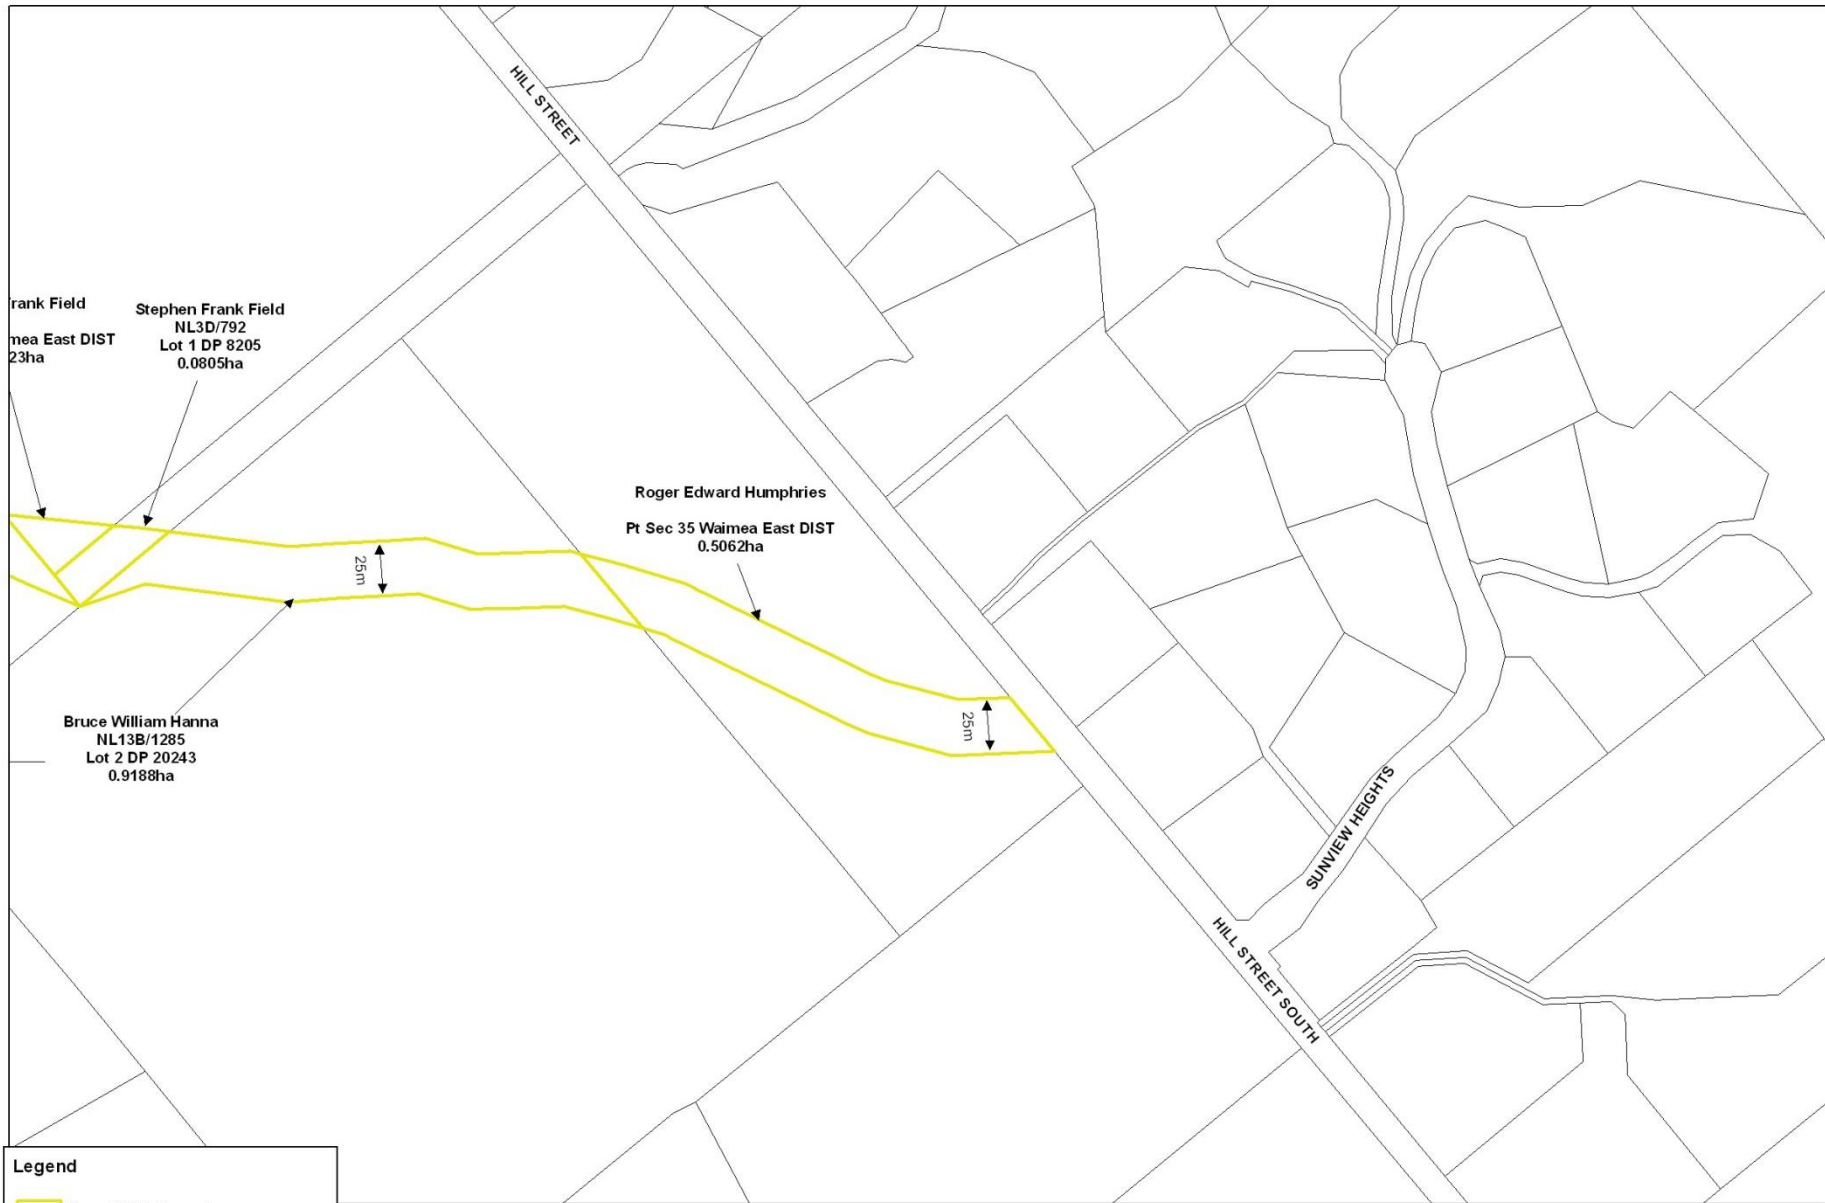 HILL STREET
rank Field
mea East DIST
23ha
Stephen Frank Field
NL3D/792
Lot 1 DP 8205
0.0805ha
Roger Edward Humphries
Pt Sec 35 Waimea East DIST
0.5062ha
25m
25m
Bruce William Hanna
NL13B/1285
Lot 2 DP 20243
0.9188ha
SUNVIEW HEIGHTS
HILL STREET SOUTH
Legend